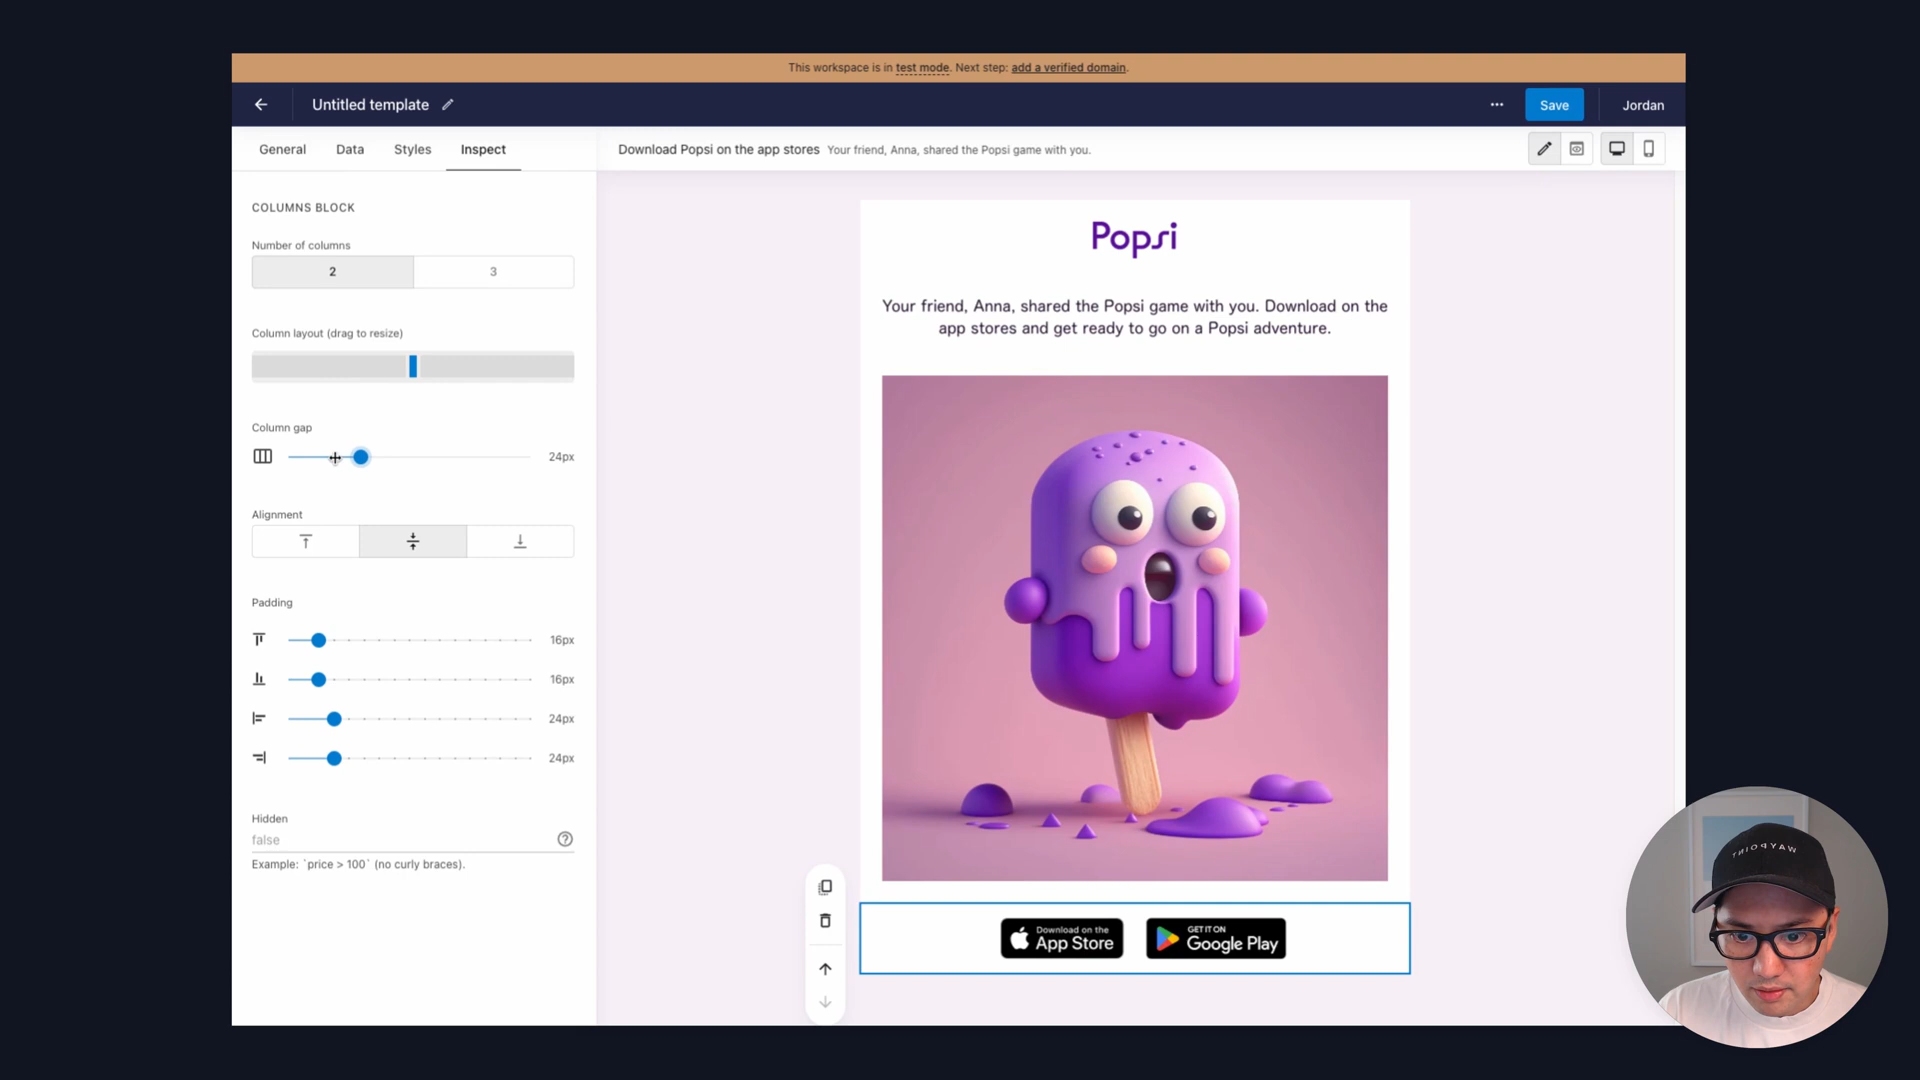 This workspace is in test mode. Next step: add a verified domain.
Untitled template
Save
Jordan
General Data Styles Inspect
Download Popsi on the app stores Your friend, Anna, shared the Popsi game with you.
COLUMNS BLOCK
Number of columns
2 3
Column layout (drag to resize)
Column gap
24px
Alignment
Padding
16px
16px
24px
24px
Hidden
false
Example: `price > 100` (no curly braces).
Popsi
Your friend, Anna, shared the Popsi game with you. Download on the
app stores and get ready to go on a Popsi adventure.
Download on the
App Store
GET IT ON
Google Play
WAYPOINT